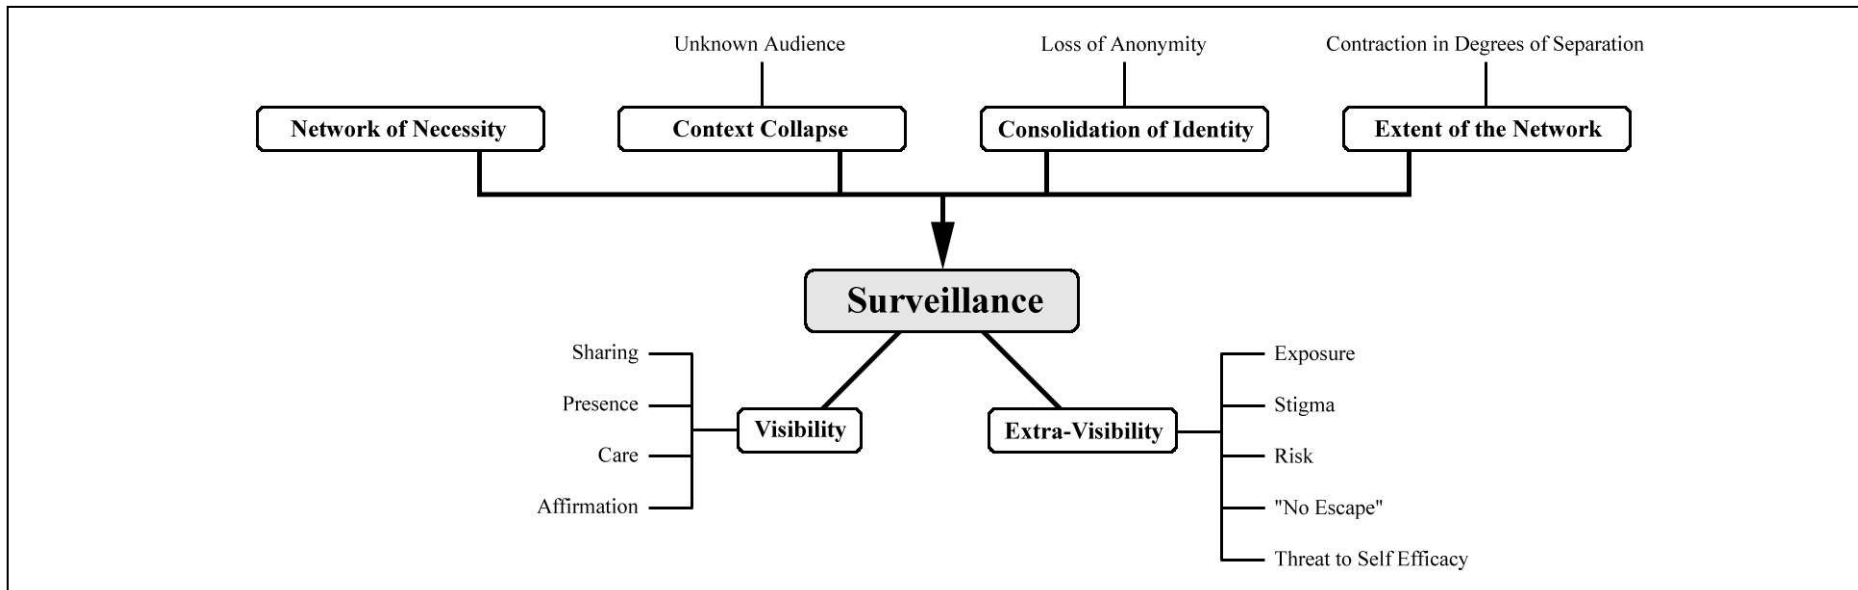 Unknown Audience
Loss of Anonymity
Contraction in Degrees of Separation
Network of Necessity
Context Collapse
Consolidation of Identity
Extent of the Network
Surveillance
Sharing
Presence
Care
Affirmation
Visibility
Extra-Visibility
Exposure
Stigma
Risk
"No Escape"
Threat to Self Efficacy